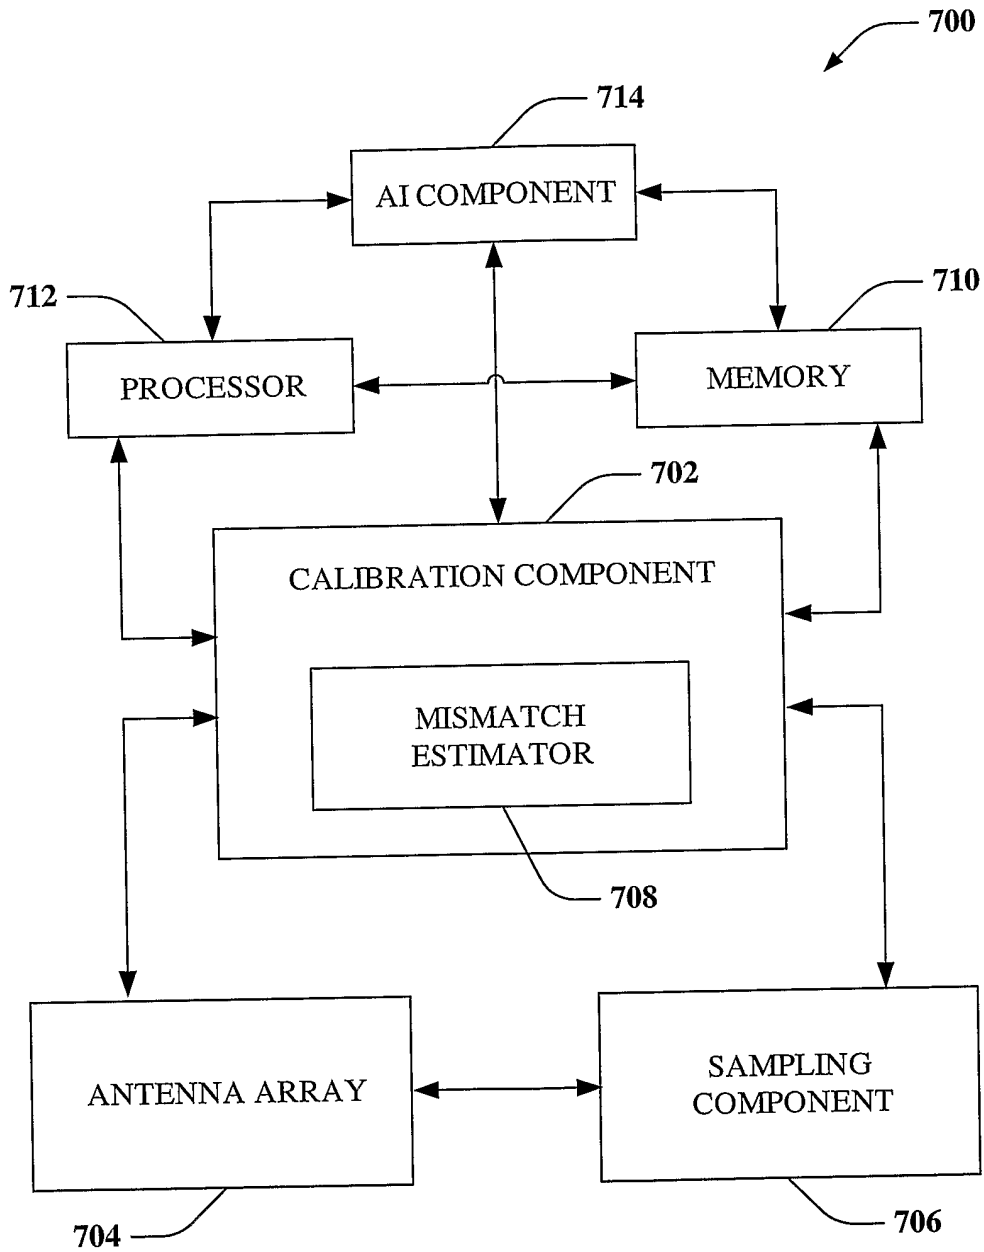 700
714
AI COMPONENT
712
710
PROCESSOR
MEMORY
702
CALIBRATION COMPONENT
MISMATCH
ESTIMATOR
708
ANTENNA ARRAY
SAMPLING
COMPONENT
704
706